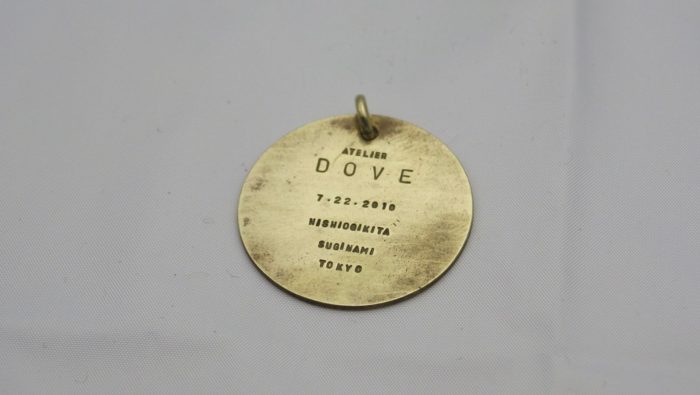 ATELIER
DOVE
7-22-2010
NISHIOGIKITA
SUGINAMI
TOKYO